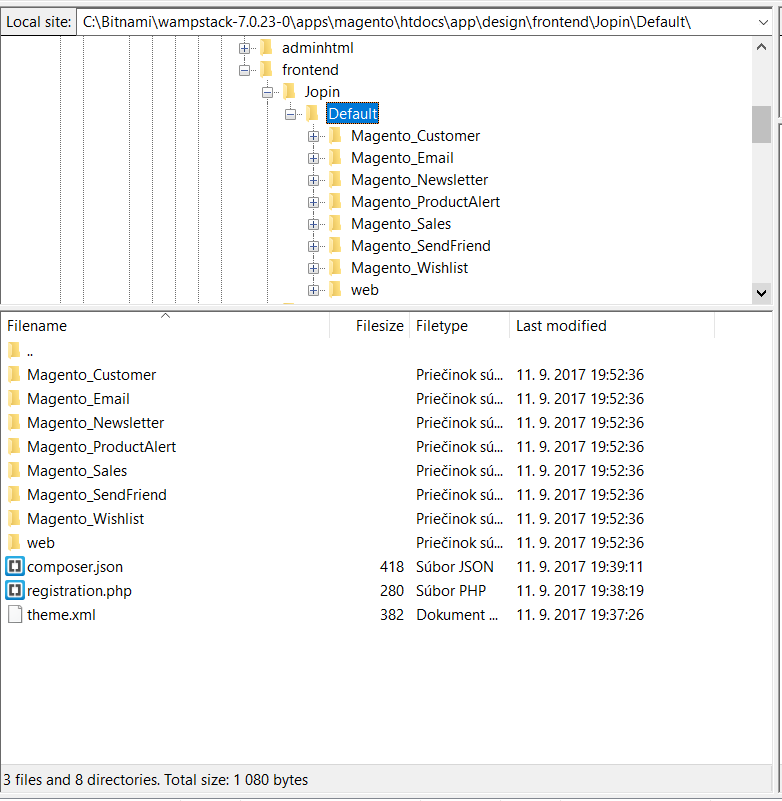 Local site: C:\Bitnami\wampstack-7.0.23-0\apps\magento\htdocs\app\design\frontend\Jopin\Default\
adminhtml
frontend
Jopin
Default
Magento_Customer
Magento_Email
Magento_Newsletter
Magento_ProductAlert
Magento_Sales
Magento_SendFriend
Magento_Wishlist
web
Filename Filesize Filetype Last modified
..
Magento_Customer Priečinok sú... 11. 9. 2017 19:52:36
Magento_Email Priečinok sú... 11. 9. 2017 19:52:36
Magento_Newsletter Priečinok sú... 11. 9. 2017 19:52:36
Magento_ProductAlert Priečinok sú... 11. 9. 2017 19:52:36
Magento_Sales Priečinok sú... 11. 9. 2017 19:52:36
Magento_SendFriend Priečinok sú... 11. 9. 2017 19:52:36
Magento_Wishlist Priečinok sú... 11. 9. 2017 19:52:36
web Priečinok sú... 11. 9. 2017 19:52:36
composer.json 418 Súbor JSON 11. 9. 2017 19:39:11
registration.php 280 Súbor PHP 11. 9. 2017 19:38:19
theme.xml 382 Dokument ... 11. 9. 2017 19:37:26
3 files and 8 directories. Total size: 1 080 bytes